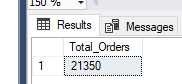 150 %
Results Messages
Total_Orders
1 21350